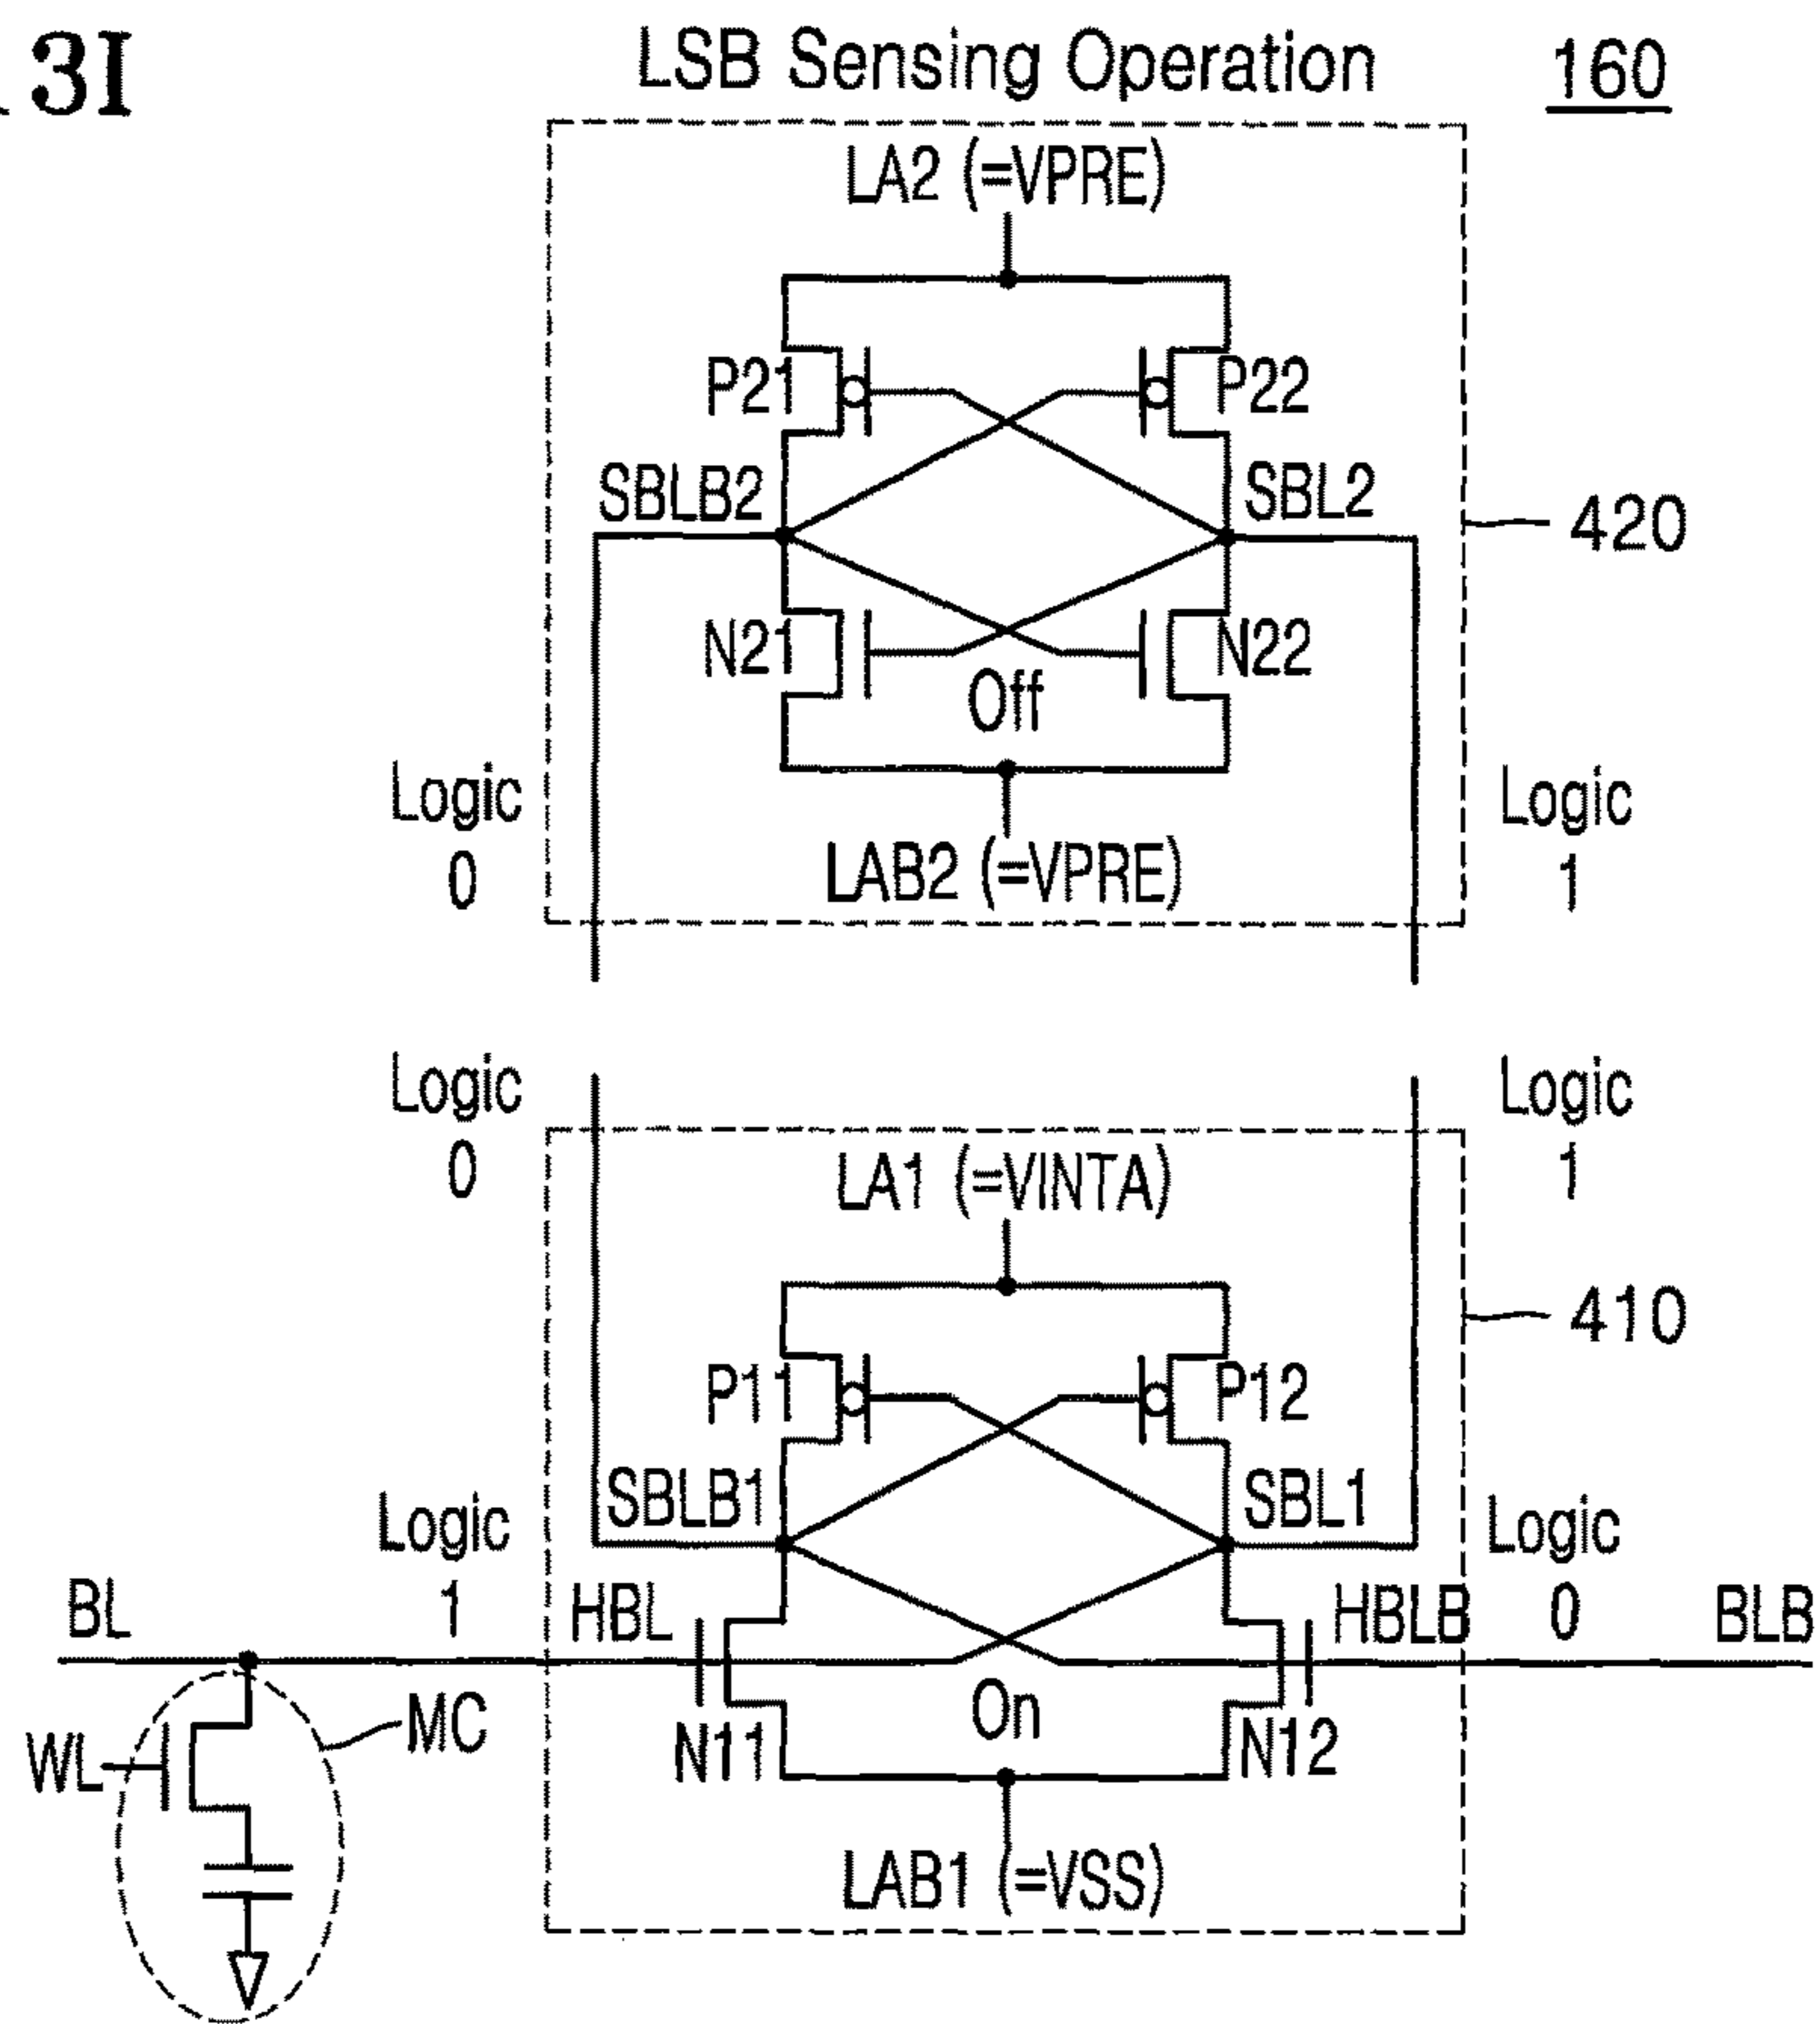 13I
LSB Sensing Operation
160
LA2 (=VPRE)
P21
P22
SBLB2
SBL2
420
N21
N22
Off
Logic
0
Logic
1
LAB2 (=VPRE)
Logic
0
Logic
1
LA1 (=VINTA)
410
P11
P12
SBLB1
SBL1
Logic
1
Logic
0
BL
HBL
HBLB
BLB
MC
On
WL
N11
N12
LAB1 (=VSS)